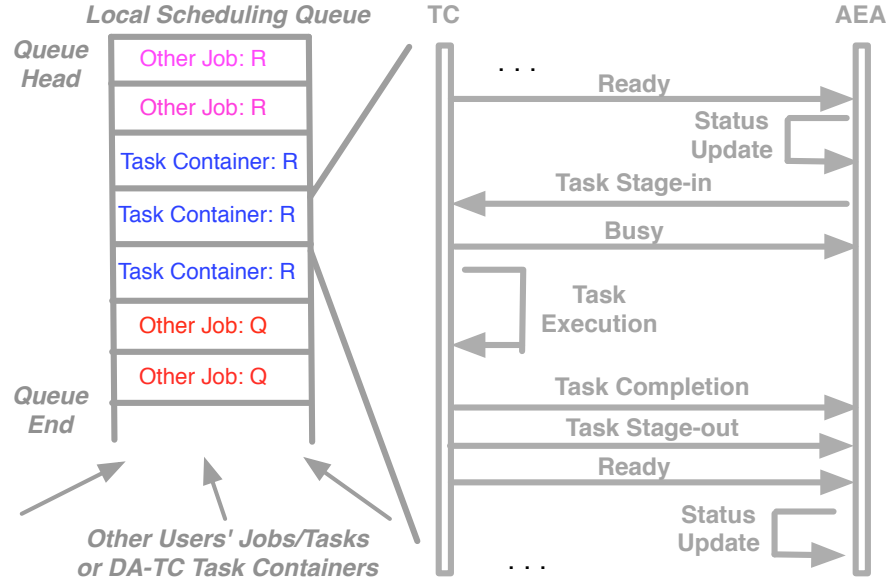 Local Scheduling Queue
Queue
Head
Other Job: R
Other Job: R
Task Container: R
Task Container: R
Task Container: R
Other Job: Q
Other Job: Q
Queue
End
Other Users' Jobs/Tasks
or DA-TC Task Containers
TC
AEA
. . .
Ready
Status
Update
Task Stage-in
Busy
Task
Execution
Task Completion
Task Stage-out
Ready
Status
Update
. . .